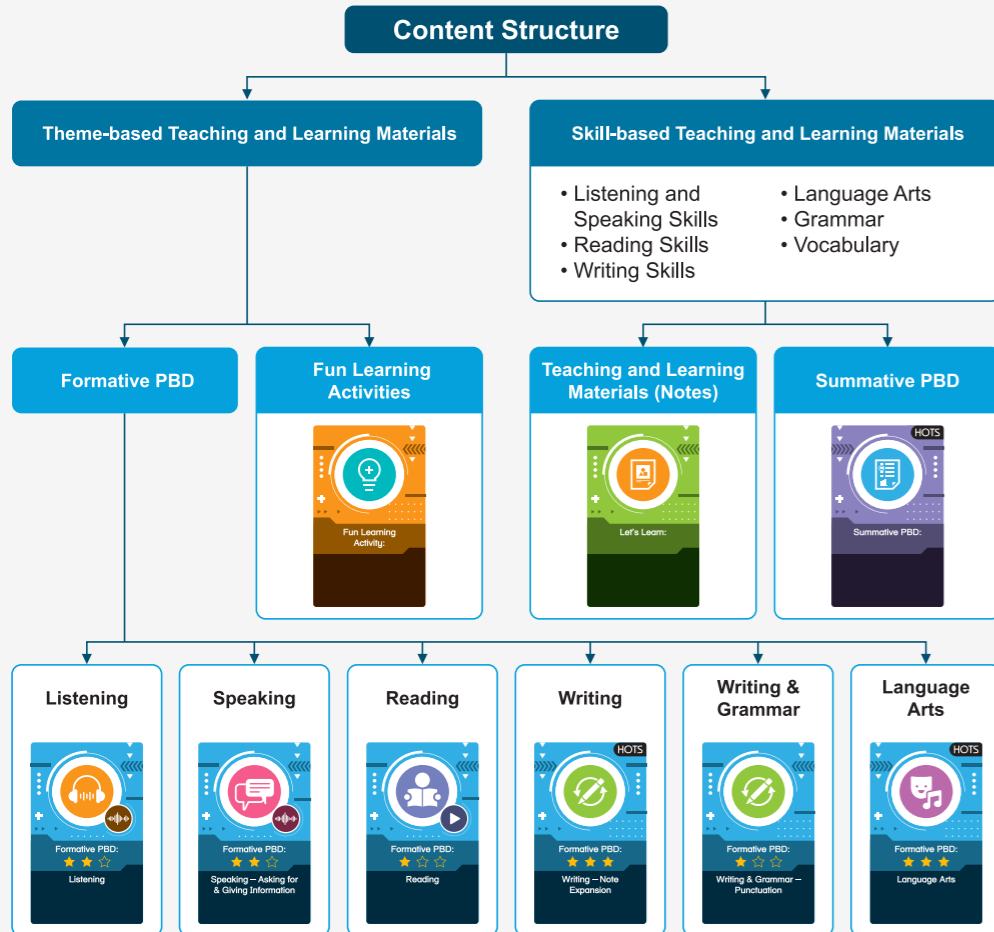 Content Structure
Theme-based Teaching and Learning Materials
Skill-based Teaching and Learning Materials
• Listening and
Speaking Skills
• Reading Skills
• Writing Skills
• Language Arts
• Grammar
• Vocabulary
Formative PBD
Fun Learning
Activities
Fun Learning
Activity:
Teaching and Learning
Materials (Notes)
Let's Learn:
Summative PBD
HOTS
Summative PBD:
Listening
Formative PBD:
Listening
Speaking
Formative PBD:
Speaking – Asking for
& Giving Information
Reading
Formative PBD:
Reading
Writing
HOTS
Formative PBD:
Writing – Note
Expansion
Writing &
Grammar
Formative PBD:
Writing & Grammar –
Punctuation
Language
Arts
HOTS
Formative PBD:
Language Arts